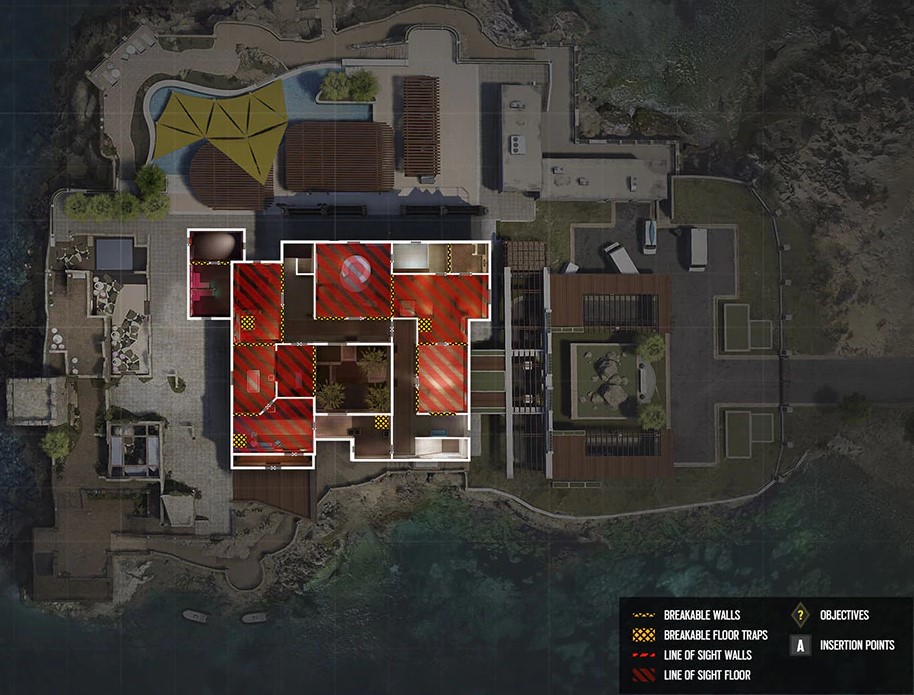 BREAKABLE WALLS
BREAKABLE FLOOR TRAPS
LINE OF SIGHT WALLS
LINE OF SIGHT FLOOR
? OBJECTIVES
A INSERTION POINTS